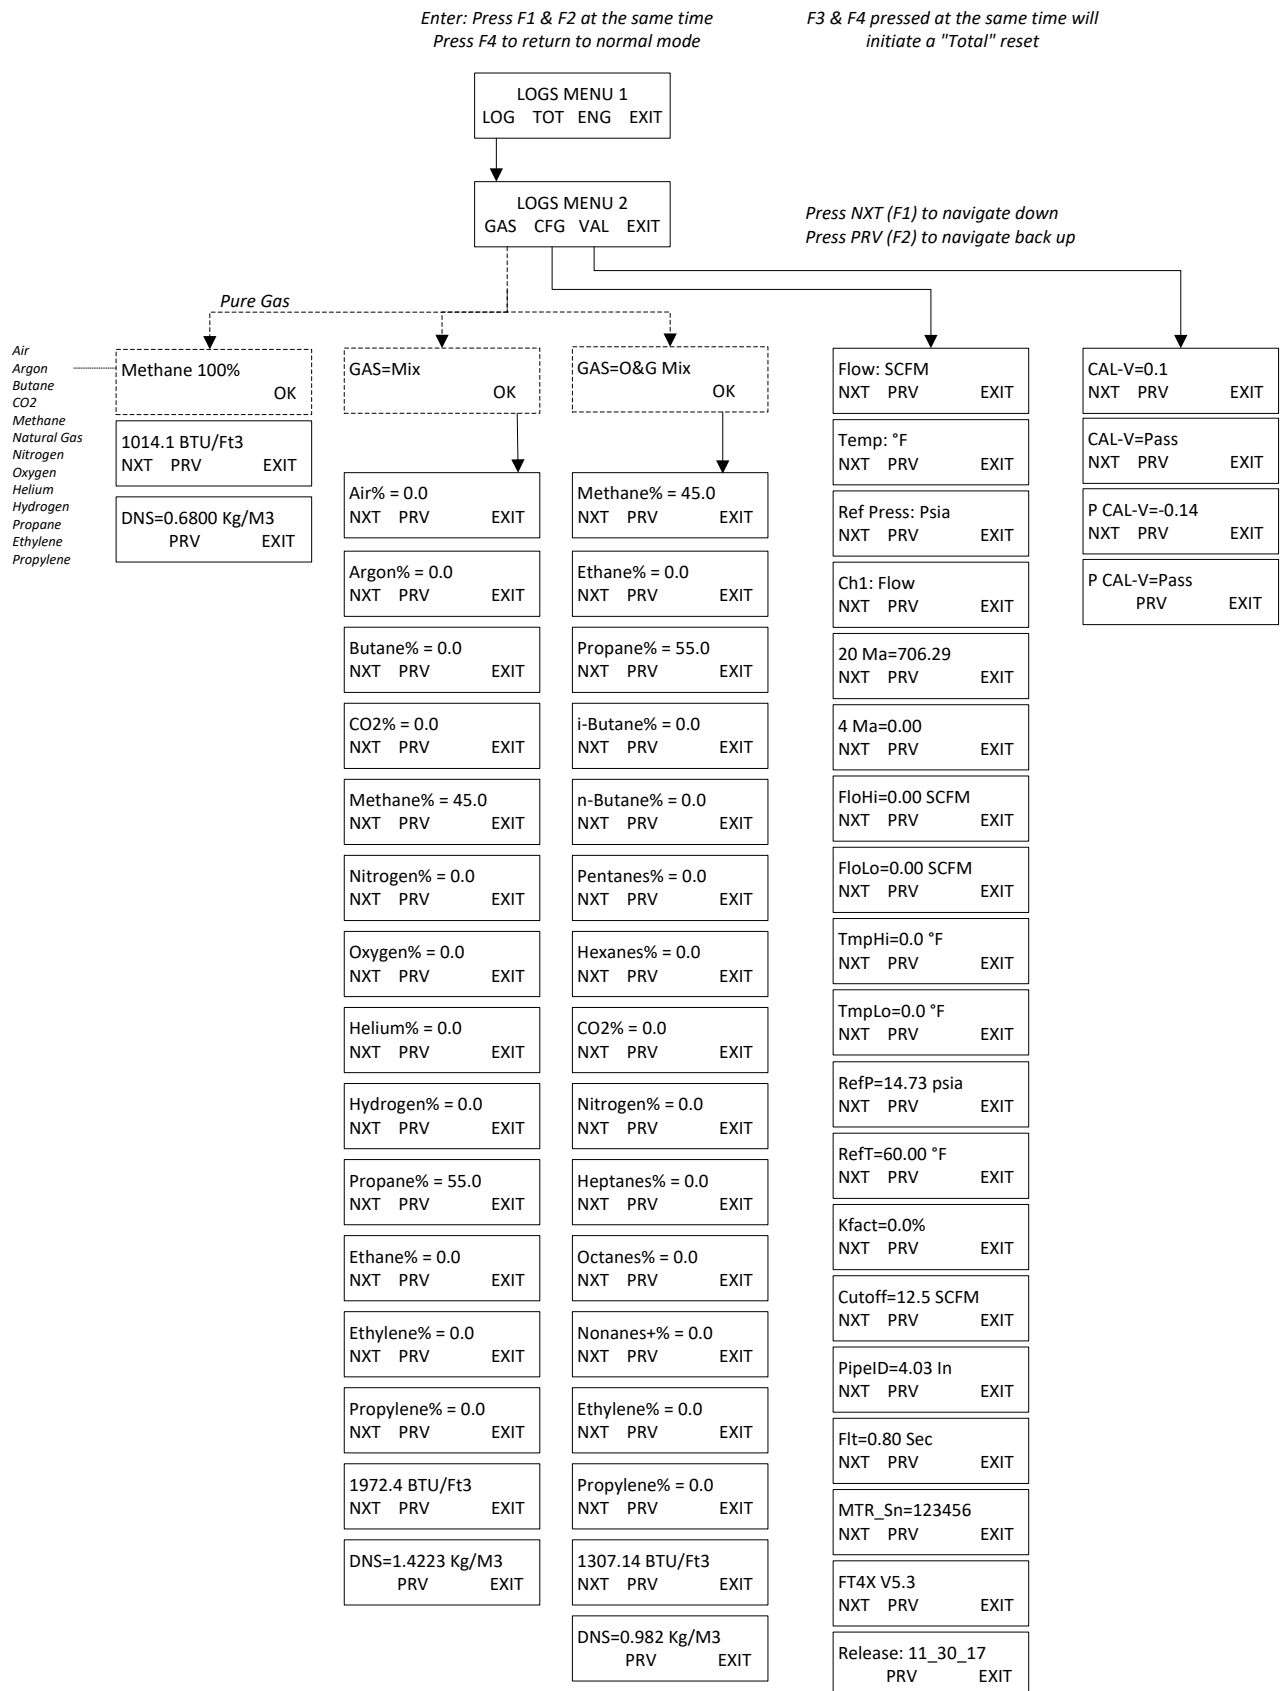 Enter: Press F1 & F2 at the same time
Press F4 to return to normal mode
F3 & F4 pressed at the same time will
initiate a "Total" reset
LOGS MENU 1
LOG TOT ENG EXIT
LOGS MENU 2
GAS CFG VAL EXIT
Press NXT (F1) to navigate down
Press PRV (F2) to navigate back up
Pure Gas
Air
Argon
Butane
CO2
Methane
Natural Gas
Nitrogen
Oxygen
Helium
Hydrogen
Propane
Ethylene
Propylene
Methane 100%
OK
1014.1 BTU/Ft3
NXT PRV EXIT
DNS=0.6800 Kg/M3
PRV EXIT
GAS=Mix
OK
Air% = 0.0
NXT PRV EXIT
Argon% = 0.0
NXT PRV EXIT
Butane% = 0.0
NXT PRV EXIT
CO2% = 0.0
NXT PRV EXIT
Methane% = 45.0
NXT PRV EXIT
Nitrogen% = 0.0
NXT PRV EXIT
Oxygen% = 0.0
NXT PRV EXIT
Helium% = 0.0
NXT PRV EXIT
Hydrogen% = 0.0
NXT PRV EXIT
Propane% = 55.0
NXT PRV EXIT
Ethane% = 0.0
NXT PRV EXIT
Ethylene% = 0.0
NXT PRV EXIT
Propylene% = 0.0
NXT PRV EXIT
1972.4 BTU/Ft3
NXT PRV EXIT
DNS=1.4223 Kg/M3
PRV EXIT
GAS=O&G Mix
OK
Methane% = 45.0
NXT PRV EXIT
Ethane% = 0.0
NXT PRV EXIT
Propane% = 55.0
NXT PRV EXIT
i-Butane% = 0.0
NXT PRV EXIT
n-Butane% = 0.0
NXT PRV EXIT
Pentanes% = 0.0
NXT PRV EXIT
Hexanes% = 0.0
NXT PRV EXIT
CO2% = 0.0
NXT PRV EXIT
Nitrogen% = 0.0
NXT PRV EXIT
Heptanes% = 0.0
NXT PRV EXIT
Octanes% = 0.0
NXT PRV EXIT
Nonanes+% = 0.0
NXT PRV EXIT
Ethylene% = 0.0
NXT PRV EXIT
Propylene% = 0.0
NXT PRV EXIT
1307.14 BTU/Ft3
NXT PRV EXIT
DNS=0.982 Kg/M3
PRV EXIT
Flow: SCFM
NXT PRV EXIT
Temp: °F
NXT PRV EXIT
Ref Press: Psia
NXT PRV EXIT
Ch1: Flow
NXT PRV EXIT
20 Ma=706.29
NXT PRV EXIT
4 Ma=0.00
NXT PRV EXIT
FloHi=0.00 SCFM
NXT PRV EXIT
FloLo=0.00 SCFM
NXT PRV EXIT
TmpHi=0.0 °F
NXT PRV EXIT
TmpLo=0.0 °F
NXT PRV EXIT
RefP=14.73 psia
NXT PRV EXIT
RefT=60.00 °F
NXT PRV EXIT
Kfact=0.0%
NXT PRV EXIT
Cutoff=12.5 SCFM
NXT PRV EXIT
PipeID=4.03 In
NXT PRV EXIT
Flt=0.80 Sec
NXT PRV EXIT
MTR_Sn=123456
NXT PRV EXIT
FT4X V5.3
NXT PRV EXIT
Release: 11_30_17
PRV EXIT
CAL-V=0.1
NXT PRV EXIT
CAL-V=Pass
NXT PRV EXIT
P CAL-V=-0.14
NXT PRV EXIT
P CAL-V=Pass
PRV EXIT